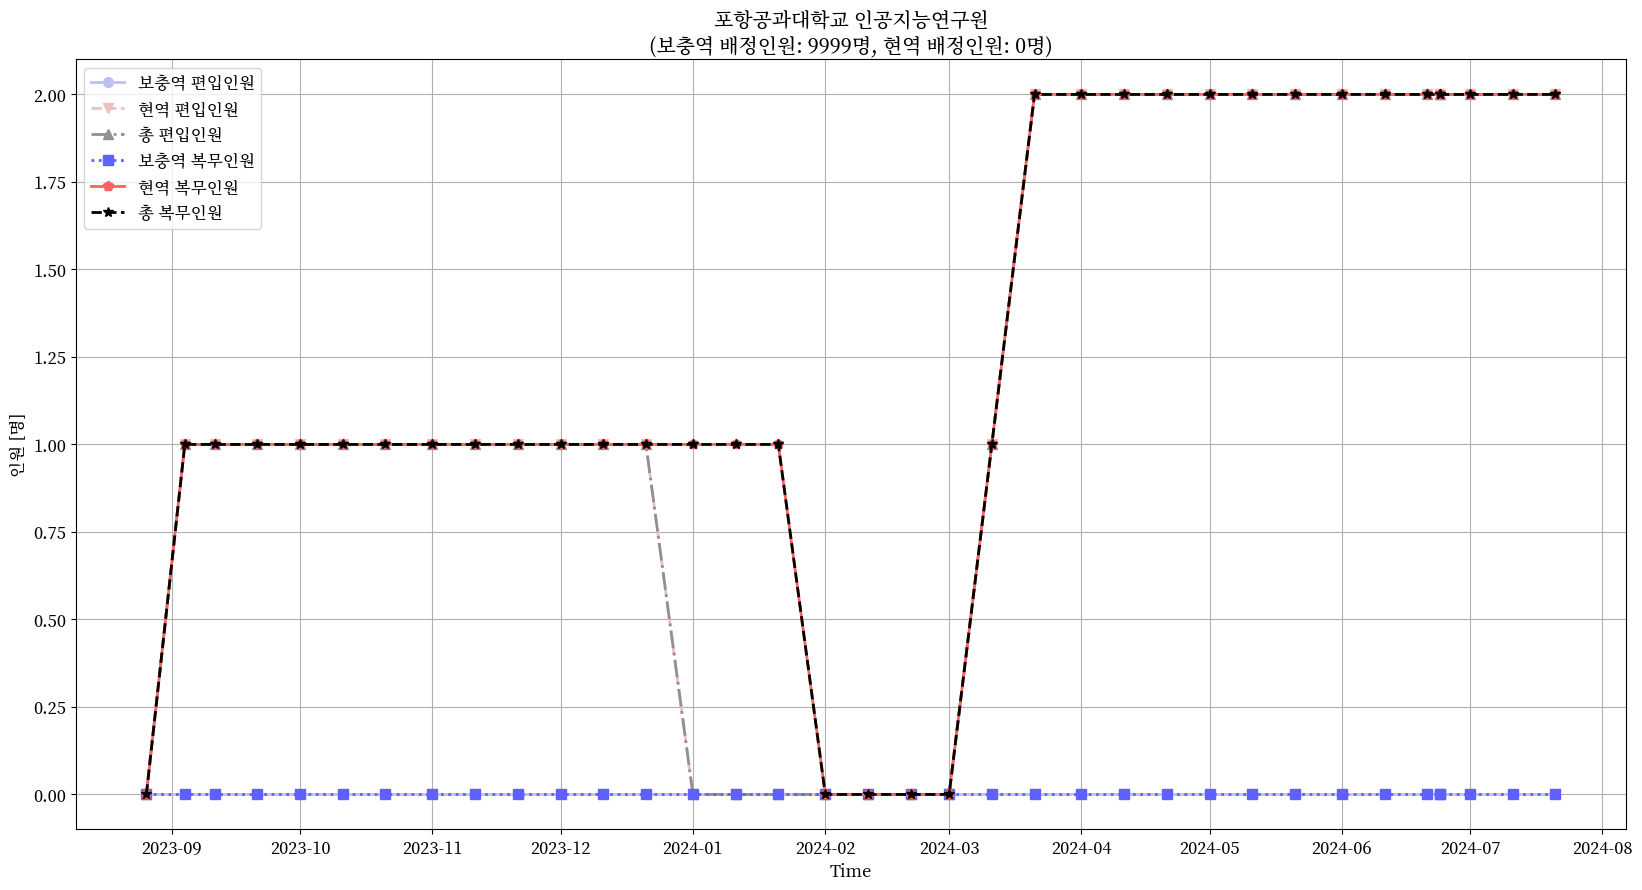 포항공과대학교 인공지능연구원
(보충역 배정인원: 9999명, 현역 배정인원: 0명)
보충역 편입인원
현역 편입인원
총 편입인원
보충역 복무인원
현역 복무인원
총 복무인원
인원 [명]
2.00
1.75
1.50
1.25
1.00
0.75
0.50
0.25
0.00
2023-09 2023-10 2023-11 2023-12 2024-01 2024-02 2024-03 2024-04 2024-05 2024-06 2024-07 2024-08
Time